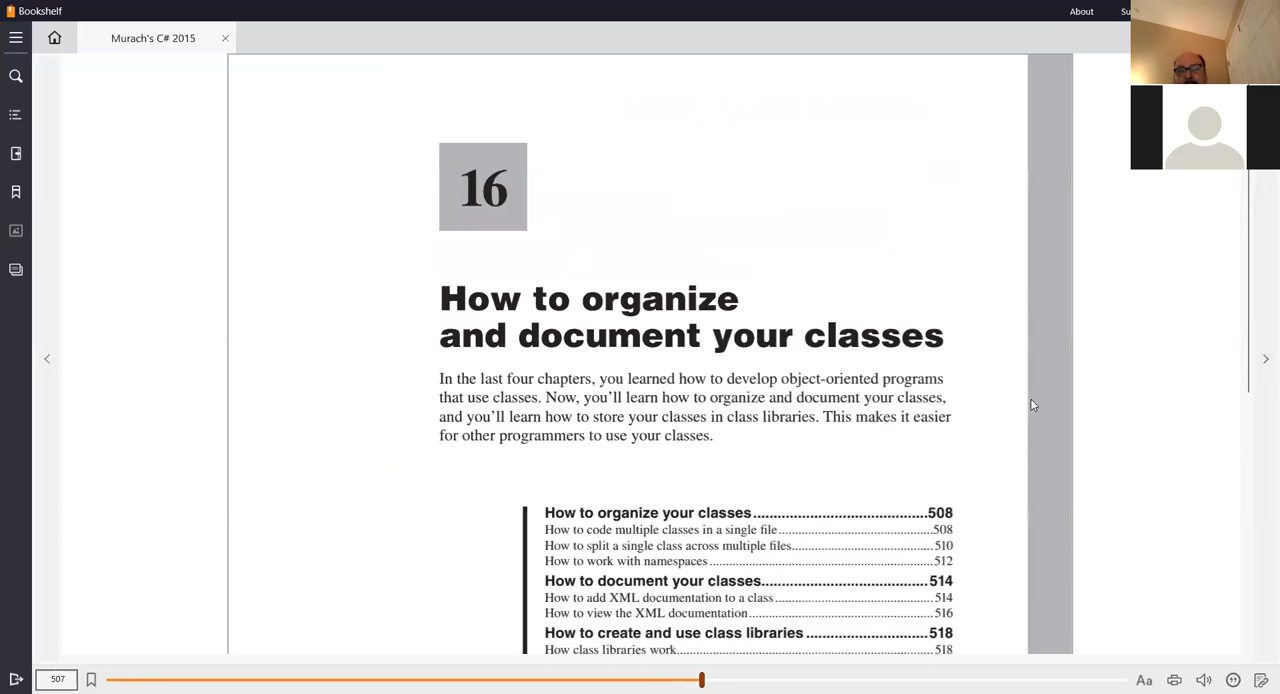 Bookshelf
About
Su
Murach's C# 2015
16
How to organize
and document your classes
In the last four chapters, you learned how to develop object-oriented programs
that use classes. Now, you'll learn how to organize and document your classes,
and you'll learn how to store your classes in class libraries. This makes it easier
for other programmers to use your classes.
How to organize your classes..........................................508
How to code multiple classes in a single file.......................................508
How to split a single class across multiple files....................................510
How to work with namespaces..........................................................512
How to document your classes........................................514
How to add XML documentation to a class........................................514
How to view the XML documentation...............................................516
How to create and use class libraries..............................518
How class libraries work..................................................................518
507
Aa